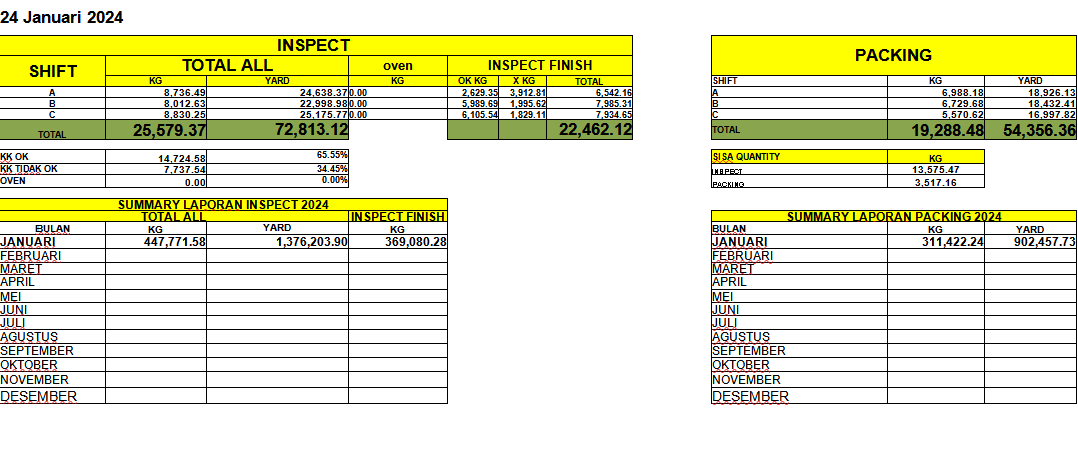 24 Januari 2024
INSPECT
SHIFT TOTAL ALL oven INSPECT FINISH
KG YARD KG OK KG X KG TOTAL
A 8,736.49 24,638.37 0.00 2,629.35 3,912.81 6,542.16
B 8,012.63 22,998.98 0.00 5,989.69 1,995.62 7,985.31
C 8,830.25 25,175.77 0.00 6,105.54 1,829.11 7,934.65
TOTAL 25,579.37 72,813.12 22,462.12
KK OK 14,724.58 65.55%
KK TIDAK OK 7,737.54 34.45%
OVEN 0.00 0.00%
SUMMARY LAPORAN INSPECT 2024
TOTAL ALL INSPECT FINISH
BULAN KG YARD KG
JANUARI 447,771.58 1,376,203.90 369,080.28
FEBRUARI
MARET
APRIL
MEI
JUNI
JULI
AGUSTUS
SEPTEMBER
OKTOBER
NOVEMBER
DESEMBER
PACKING
SHIFT KG YARD
A 6,988.18 18,926.13
B 6,729.68 18,432.41
C 5,570.62 16,997.82
TOTAL 19,288.48 54,356.36
SISA QUANTITY KG
INSPECT 13,575.47
PACKING 3,517.16
SUMMARY LAPORAN PACKING 2024
BULAN KG YARD
JANUARI 311,422.24 902,457.73
FEBRUARI
MARET
APRIL
MEI
JUNI
JULI
AGUSTUS
SEPTEMBER
OKTOBER
NOVEMBER
DESEMBER